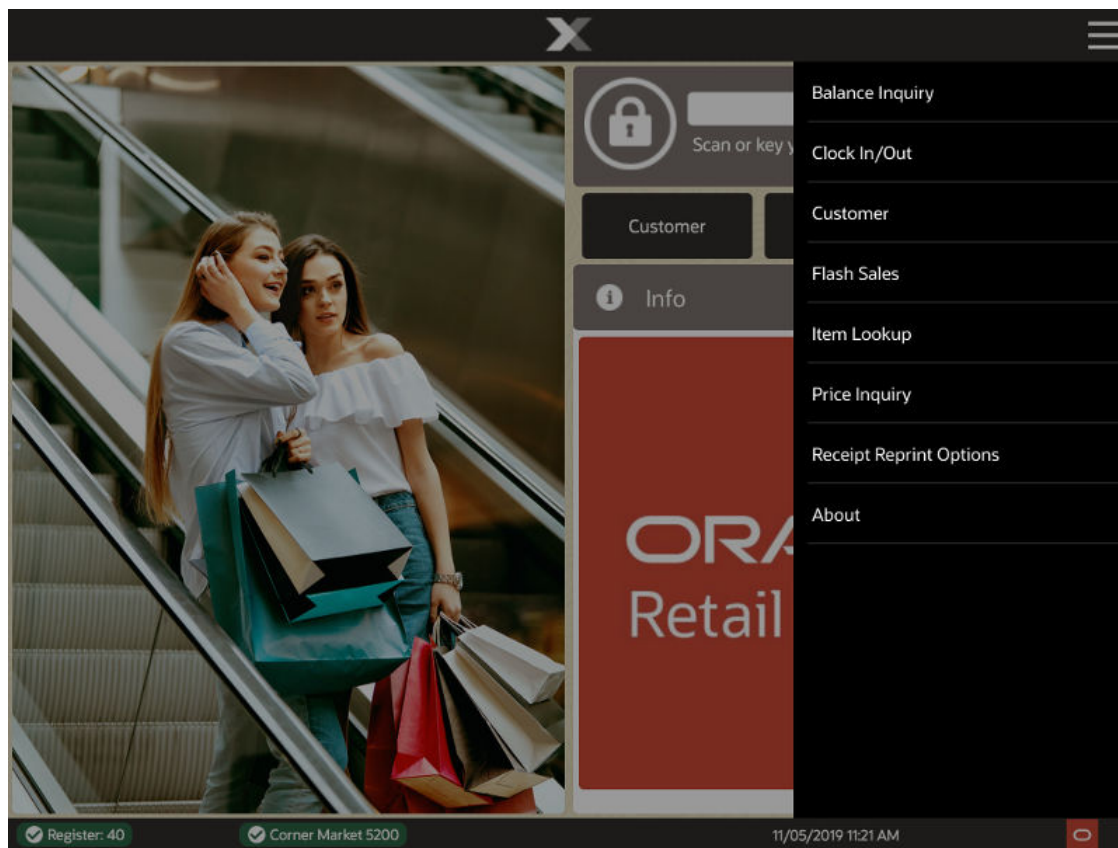 Scan or key y
Customer
Info
ORA
Retail
Balance Inquiry
Clock In/Out
Customer
Flash Sales
Item Lookup
Price Inquiry
Receipt Reprint Options
About
Register: 40
Corner Market 5200
11/05/2019 11:21 AM